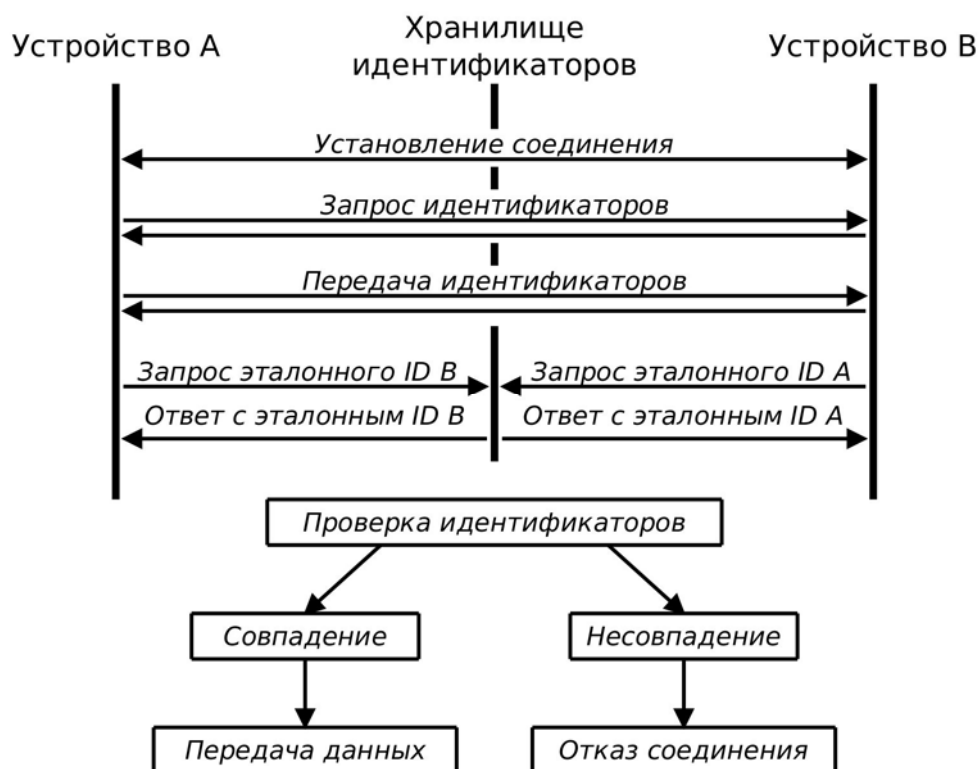 Устройство A
Хранилище
идентификаторов
Устройство B
Установление соединения
Запрос идентификаторов
Передача идентификаторов
Запрос эталонного ID B
Запрос эталонного ID A
Ответ с эталонным ID B
Ответ с эталонным ID A
Проверка идентификаторов
Совпадение
Несовпадение
Передача данных
Отказ соединения